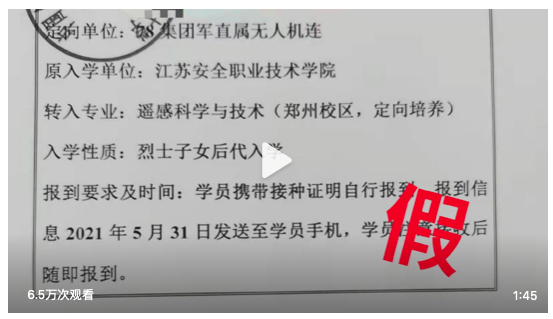 定向单位：78集团军直属无人机连
原入学单位：江苏安全职业技术学院
转入专业：遥感科学与技术（郑州校区，定向培养）
入学性质：烈士子女后代入学
报到要求及时间：学员携带接种证明自行报到，报到信
息 2021 年 5 月 31 日发送至学员手机，学员 收后
随即报到。
假
6.5万次观看
1:45